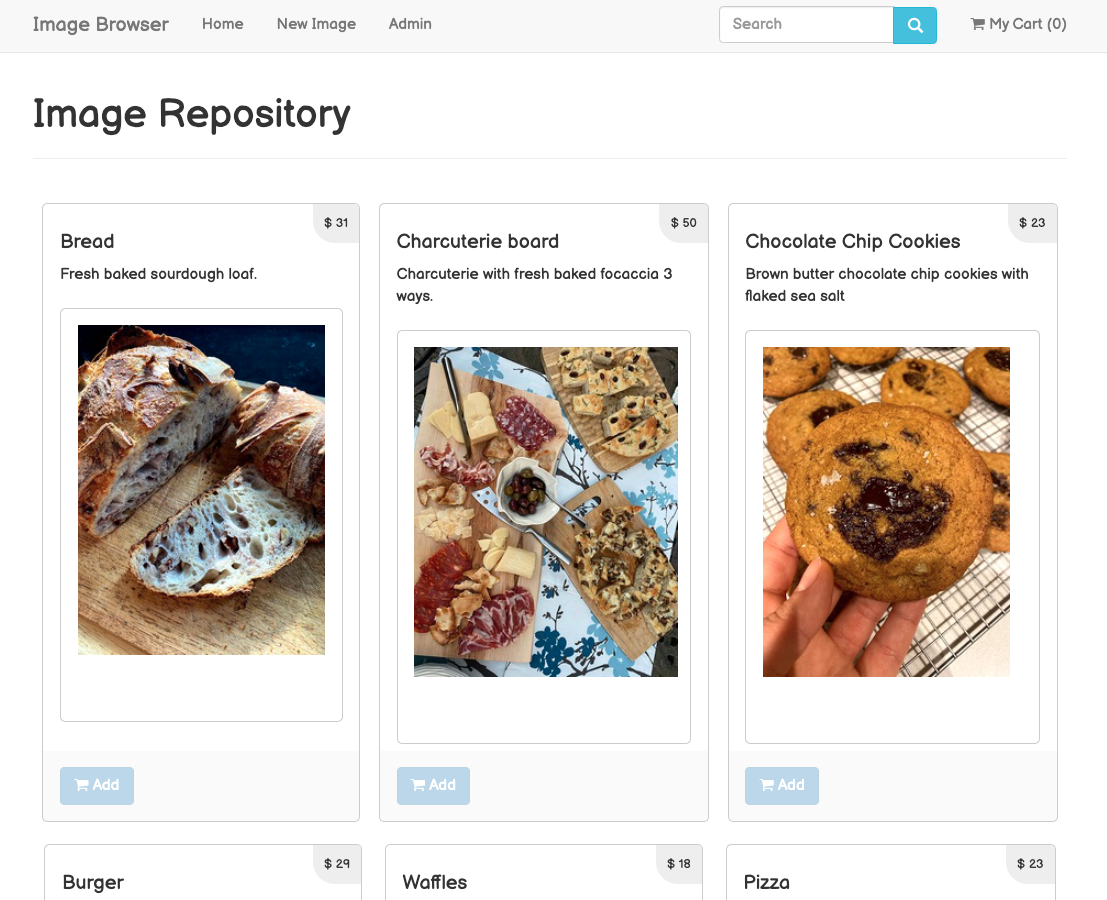 Image Browser Home New Image Admin Search My Cart (0)
Image Repository
$ 31
Bread
Fresh baked sourdough loaf.
Add
$ 50
Charcuterie board
Charcuterie with fresh baked focaccia 3
ways.
Add
$ 23
Chocolate Chip Cookies
Brown butter chocolate chip cookies with
flaked sea salt
Add
$ 29
Burger
$ 18
Waffles
$ 23
Pizza